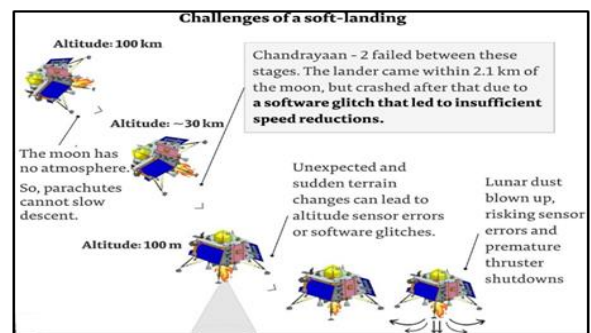 Challenges of a soft-landing
Altitude: 100 km
Chandrayaan - 2 failed between these
stages. The lander came within 2.1 km of
the moon, but crashed after that due to
a software glitch that led to insufficient
speed reductions.
Altitude: ~30 km
The moon has
no atmosphere.
So, parachutes
cannot slow
descent.
Unexpected and
sudden terrain
changes can lead to
altitude sensor errors
or software glitches.
Lunar dust
blown up,
risking sensor
errors and
premature
thruster
shutdowns
Altitude: 100 m